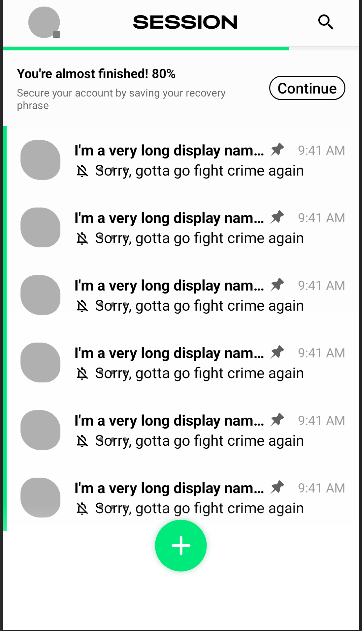 SESSION
You're almost finished! 80%
Secure your account by saving your recovery
phrase
Continue
I'm a very long display nam... 9:41 AM
Sorry, gotta go fight crime again
I'm a very long display nam... 9:41 AM
Sorry, gotta go fight crime again
I'm a very long display nam... 9:41 AM
Sorry, gotta go fight crime again
I'm a very long display nam... 9:41 AM
Sorry, gotta go fight crime again
I'm a very long display nam... 9:41 AM
Sorry, gotta go fight crime again
I'm a very long display nam... 9:41 AM
Sorry, gotta go fight crime again